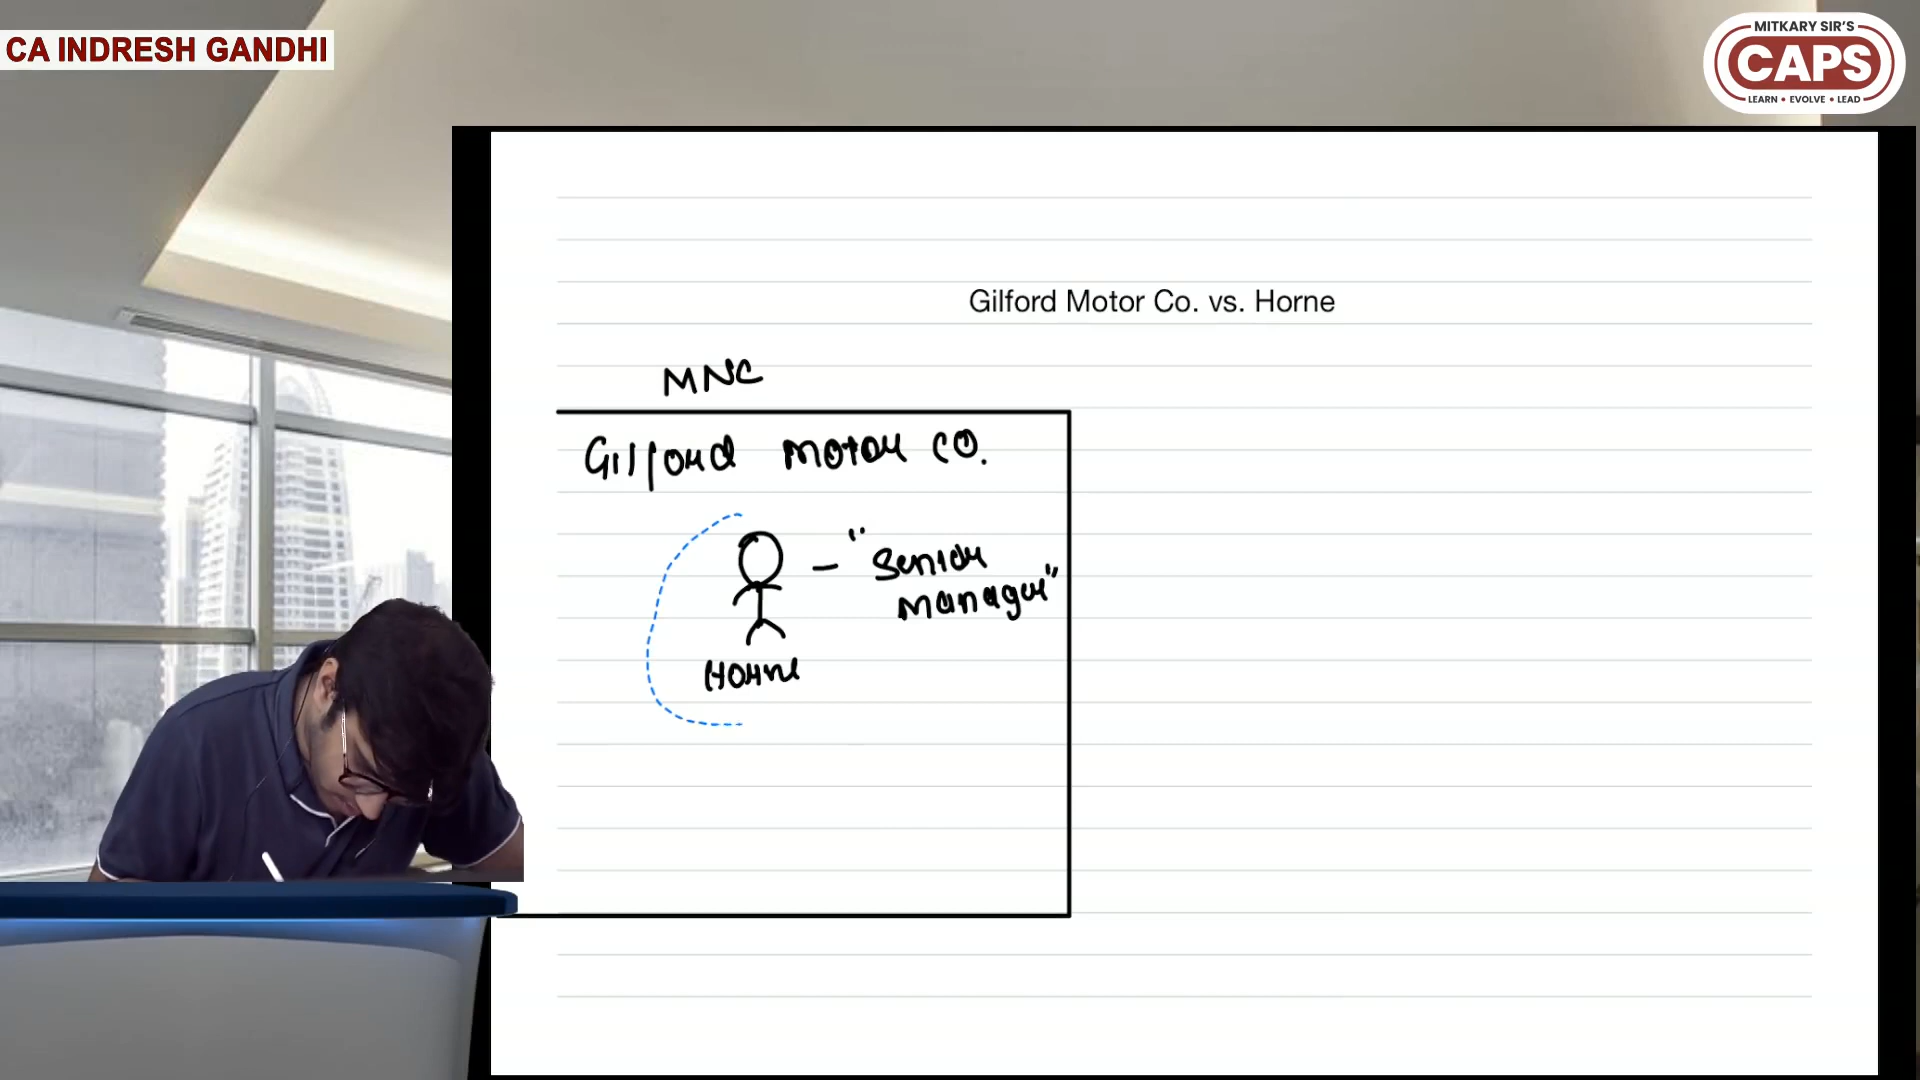 CA INDRESH GANDHI
MITKARY SIR'S
CAPS
LEARN • EVOLVE • LEAD
Gilford Motor Co. vs. Horne
MNC
Gilford Motor Co.
— "Senior
Manager"
Horne